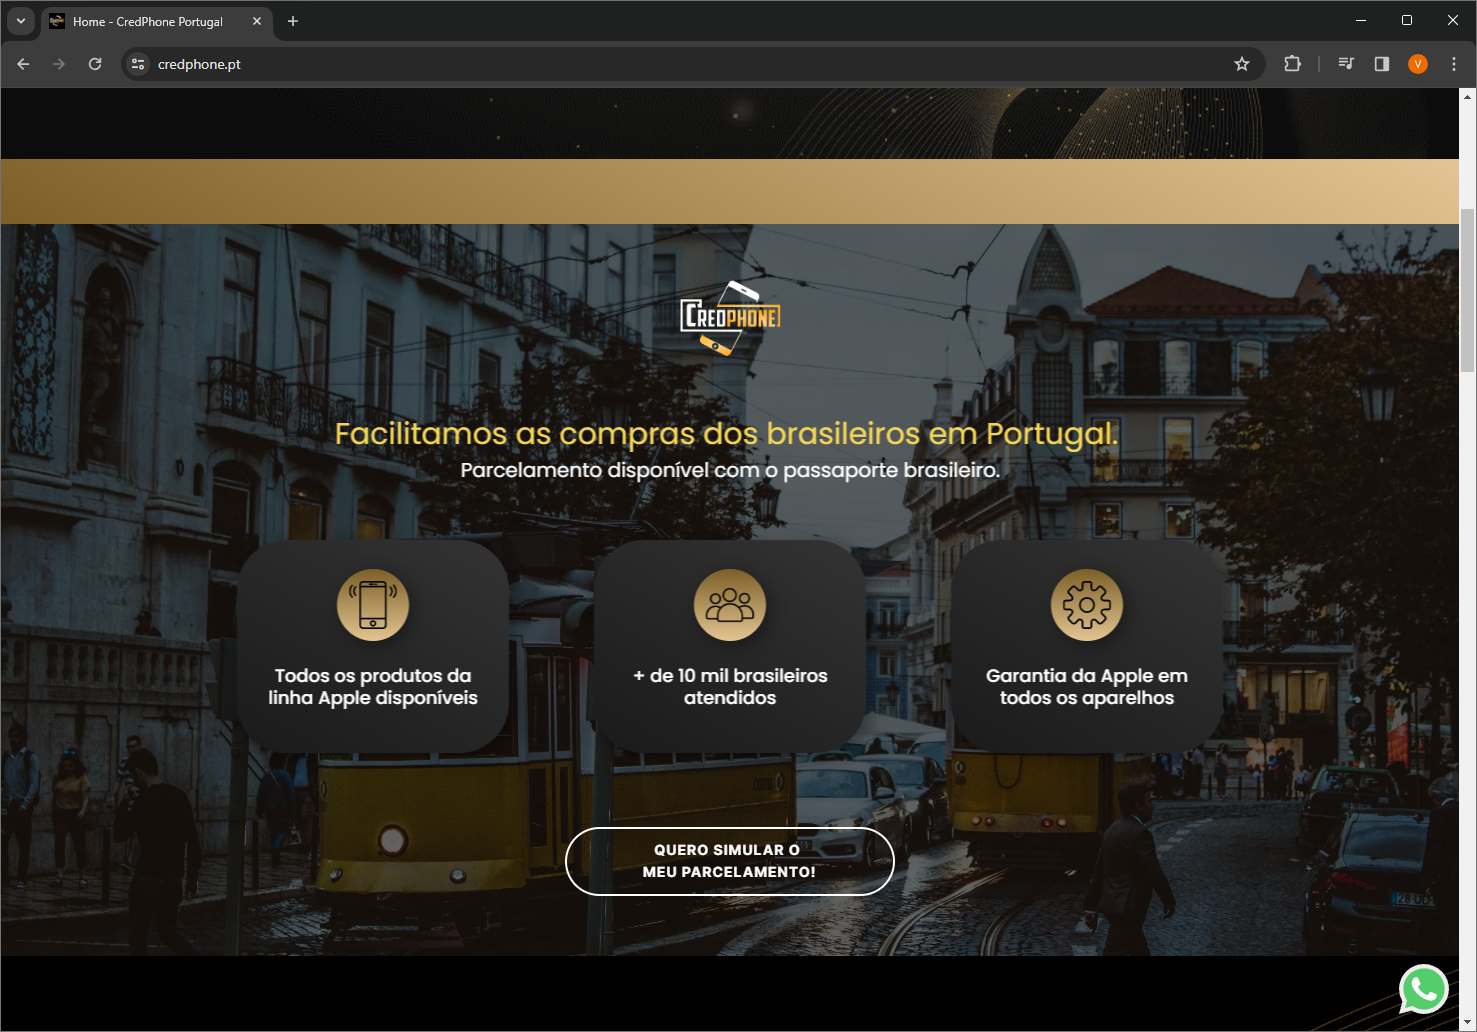 Home - CredPhone Portugal
credphone.pt
V
CREDPHONE
Facilitamos as compras dos brasileiros em Portugal.
Parcelamento disponível com o passaporte brasileiro.
Todos os produtos da
linha Apple disponíveis
+ de 10 mil brasileiros
atendidos
Garantia da Apple em
todos os aparelhos
QUERO SIMULAR O
MEU PARCELAMENTO!